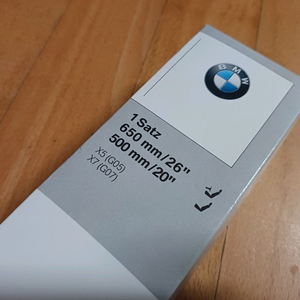 BMW
1 Satz
650 mm/26"
500 mm/20"
X5 (G05)
X7 (G07)